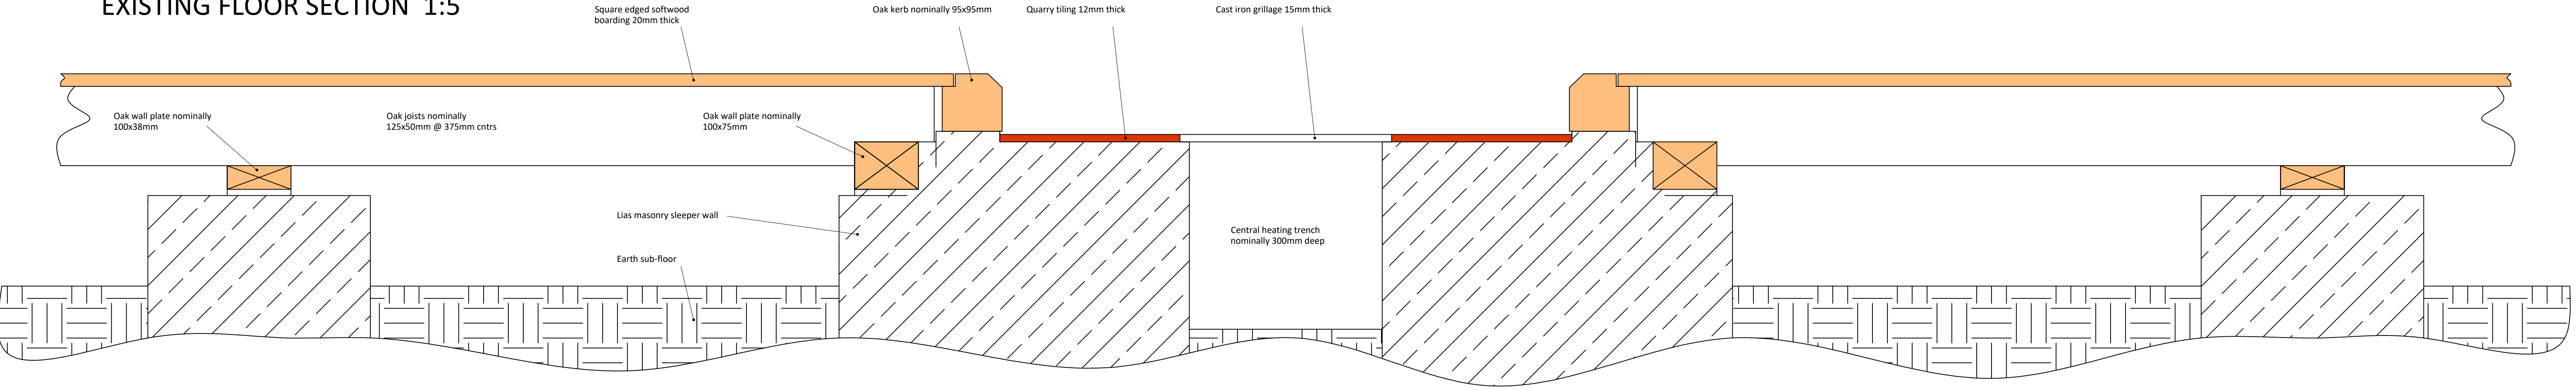 EXISTING FLOOR SECTION 1:5
Square edged softwood
boarding 20mm thick
Oak kerb nominally 95x95mm
Quarry tiling 12mm thick
Cast iron grillage 15mm thick
Oak wall plate nominally
100x38mm
Oak joists nominally
125x50mm @ 375mm cntrs
Oak wall plate nominally
100x75mm
Lias masonry sleeper wall
Central heating trench
nominally 300mm deep
Earth sub-floor